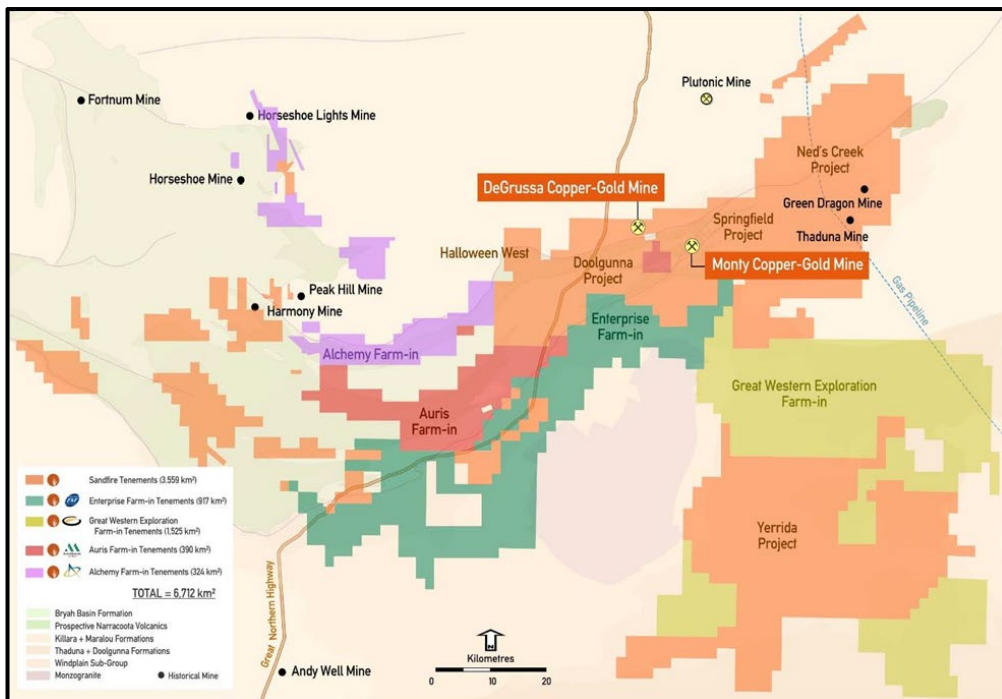 Fortnum Mine
Horseshoe Lights Mine
Horseshoe Mine
Plutonic Mine
Ned's Creek
Project
DeGrussa Copper-Gold Mine
Green Dragon Mine
Springfield
Project
Thaduna Mine
Halloween West
Doolgunna
Project
Monty Copper-Gold Mine
Peak Hill Mine
Harmony Mine
Gas Pipeline
Enterprise
Farm-in
Alchemy Farm-in
Great Western Exploration
Farm-in
Auris
Farm-in
Yerrida
Project
Great Northern Highway
Andy Well Mine
Kilometres
0 10 20
Sandfire Tenements (3.559 km²)
Enterprise Farm-in Tenements (917 km²)
Great Western Exploration
Farm-in Tenements (1,525 km²)
Auris Farm-in Tenements (390 km²)
Alchemy Farm-in Tenements (324 km²)
TOTAL = 6,712 km²
Bryah Basin Formation
Prospective Narracoota Volcanics
Killara + Maralou Formations
Thaduna + Doolgunna Formations
Windplain Sub-Group
Monzogranite
Historical Mine